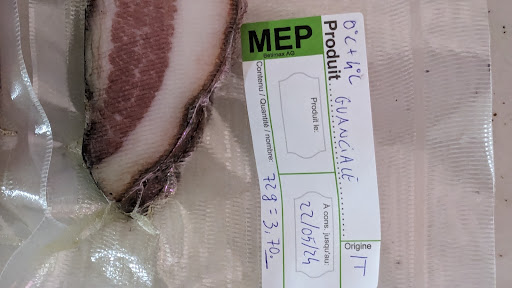 MEP
Produit GUANCIALE
0°C + 4°C
Produit le:
A cons. jusqu'au:
22/05/24
Origine
IT
Contenu / Quantité / nombre: 72g = 3,70.-